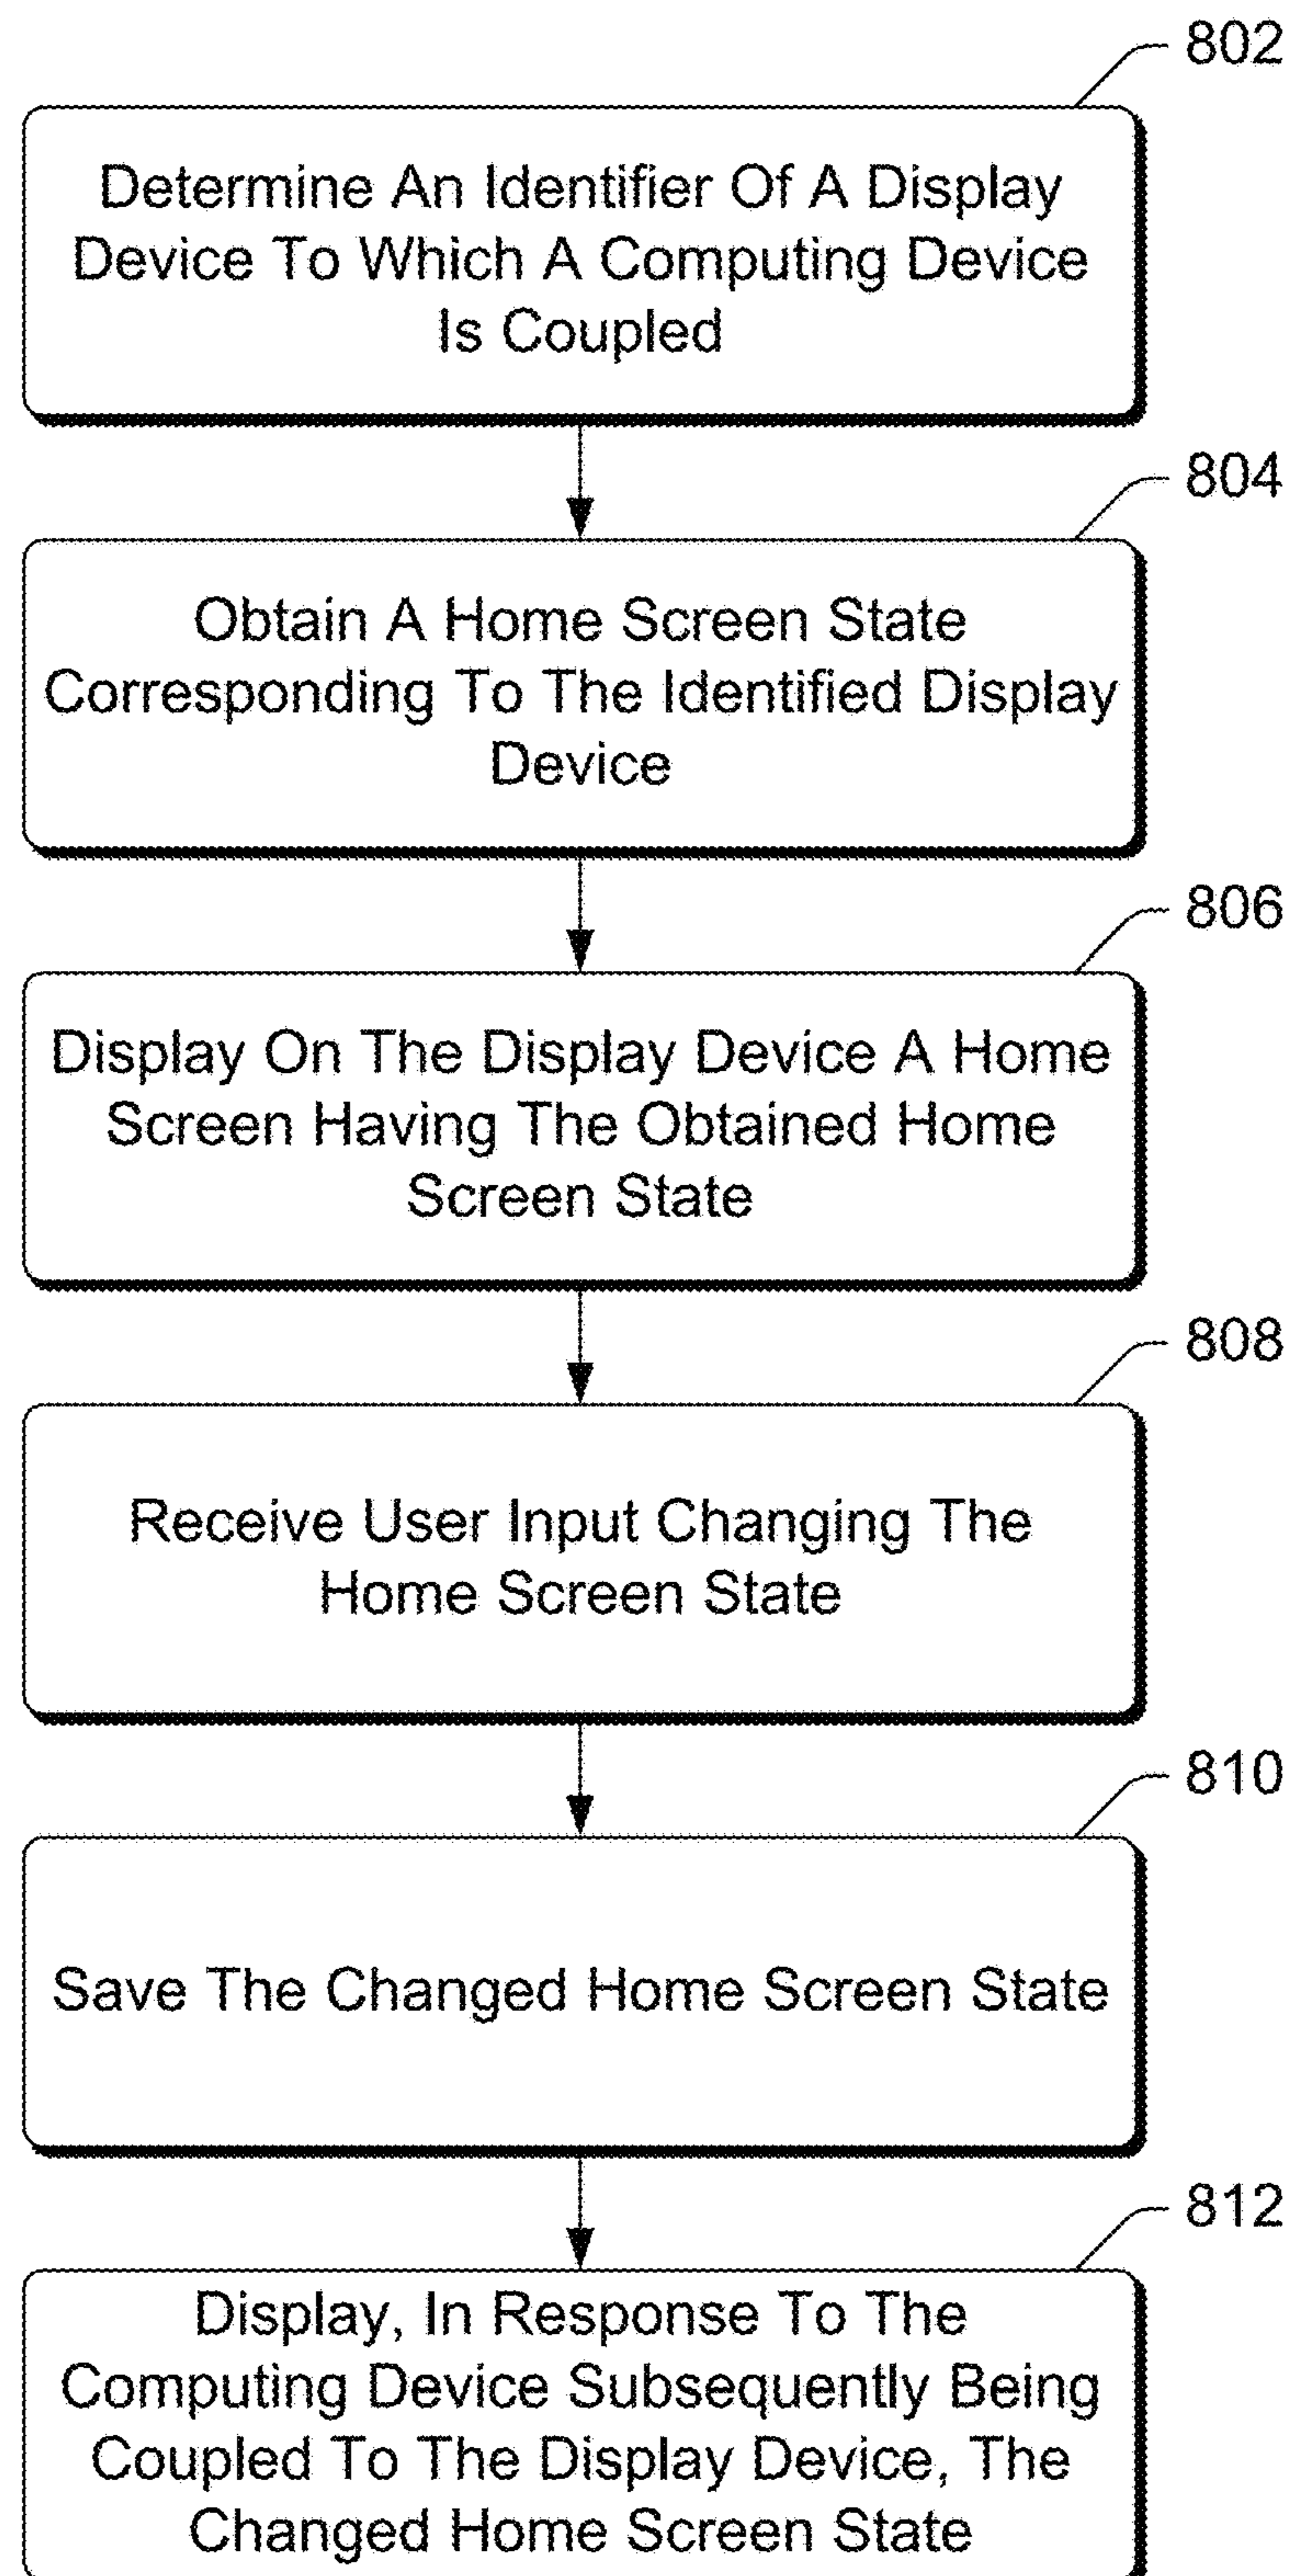 802
Determine An Identifier Of A Display
Device To Which A Computing Device
Is Coupled
804
Obtain A Home Screen State
Corresponding To The Identified Display
Device
806
Display On The Display Device A Home
Screen Having The Obtained Home
Screen State
808
Receive User Input Changing The
Home Screen State
810
Save The Changed Home Screen State
812
Display, In Response To The
Computing Device Subsequently Being
Coupled To The Display Device, The
Changed Home Screen State